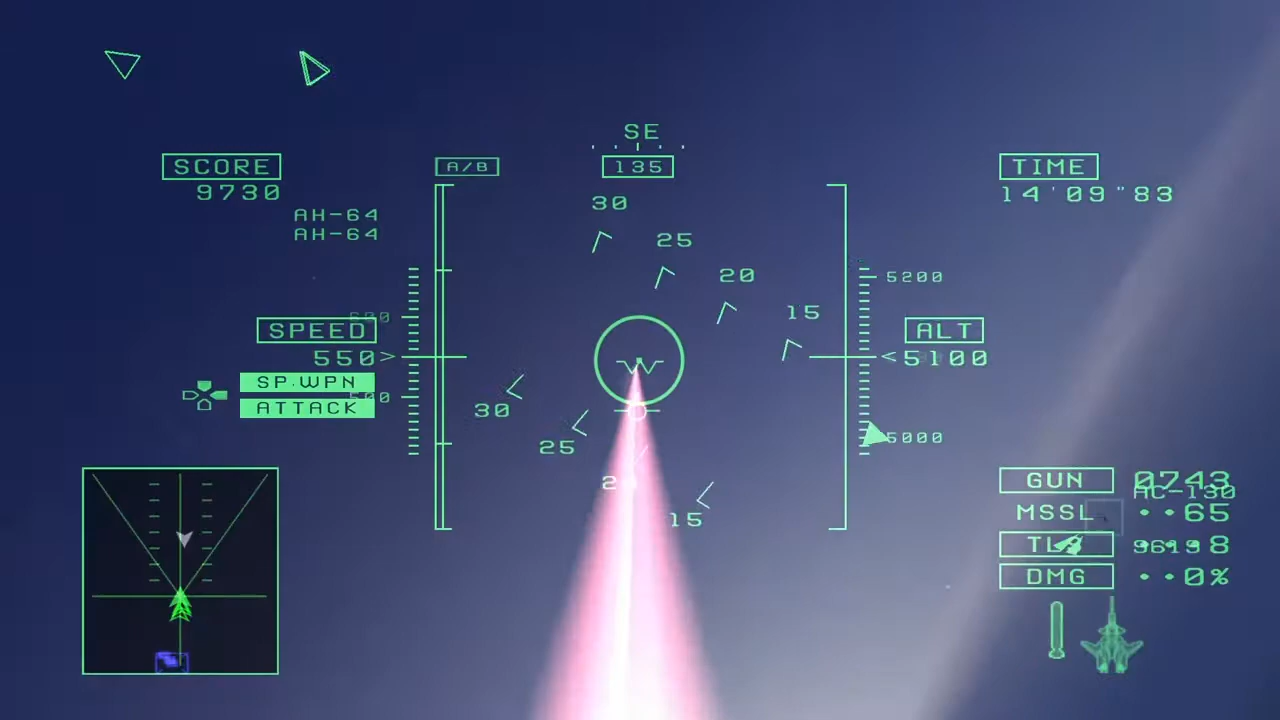 SE
135
SCORE
9730
A/B
TIME
14'09"83
AH-64
AH-64
30
25
20
15
5200
SPEED
550>
ALT
<5100
SP.WPN
ATTACK
30
25
15
5000
GUN
0743
AC-130
MSSL
65
8
DMG
0%